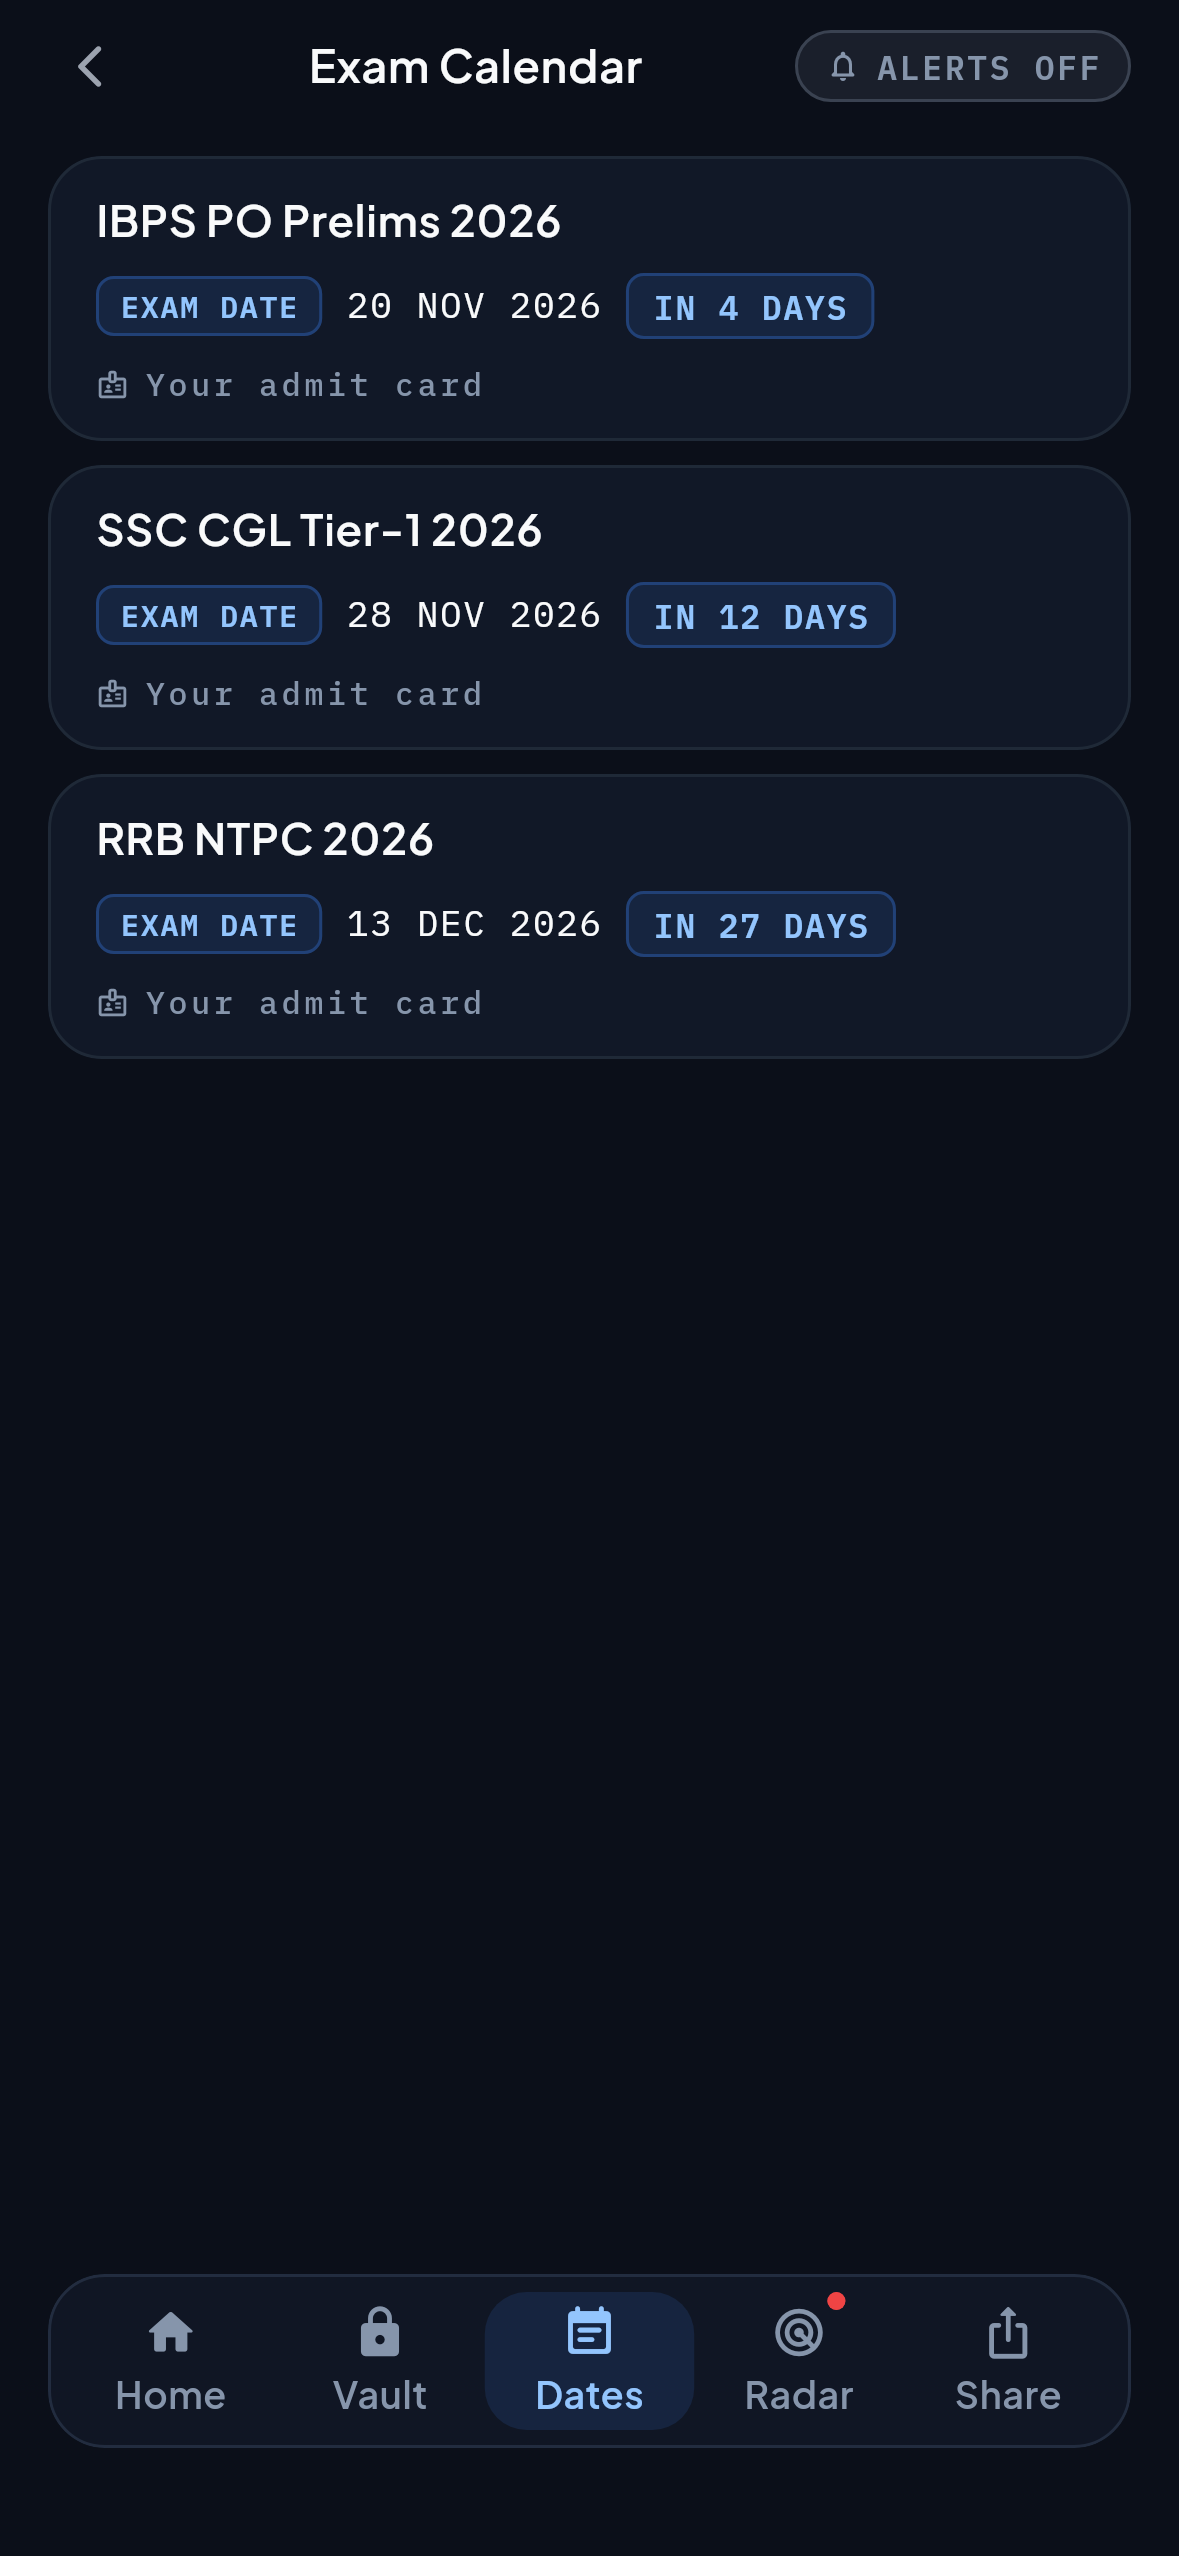 Exam Calendar
ALERTS OFF
IBPS PO Prelims 2026
EXAM DATE 20 NOV 2026 IN 4 DAYS
Your admit card
SSC CGL Tier-1 2026
EXAM DATE 28 NOV 2026 IN 12 DAYS
Your admit card
RRB NTPC 2026
EXAM DATE 13 DEC 2026 IN 27 DAYS
Your admit card
Home Vault Dates Radar Share